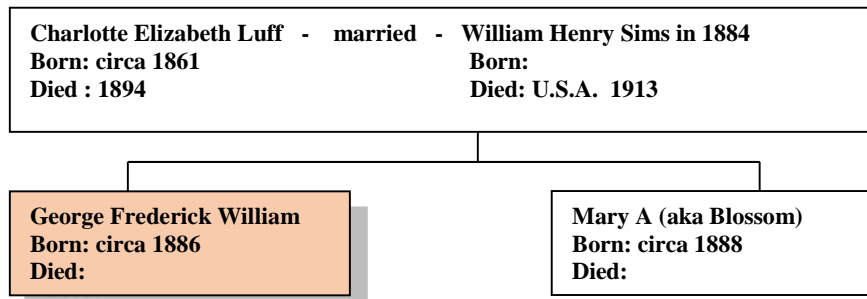 Charlotte Elizabeth Luff - married - William Henry Sims in 1884
Born: circa 1861 Born:
Died : 1894 Died: U.S.A. 1913
George Frederick William
Born: circa 1886
Died:
Mary A (aka Blossom)
Born: circa 1888
Died: